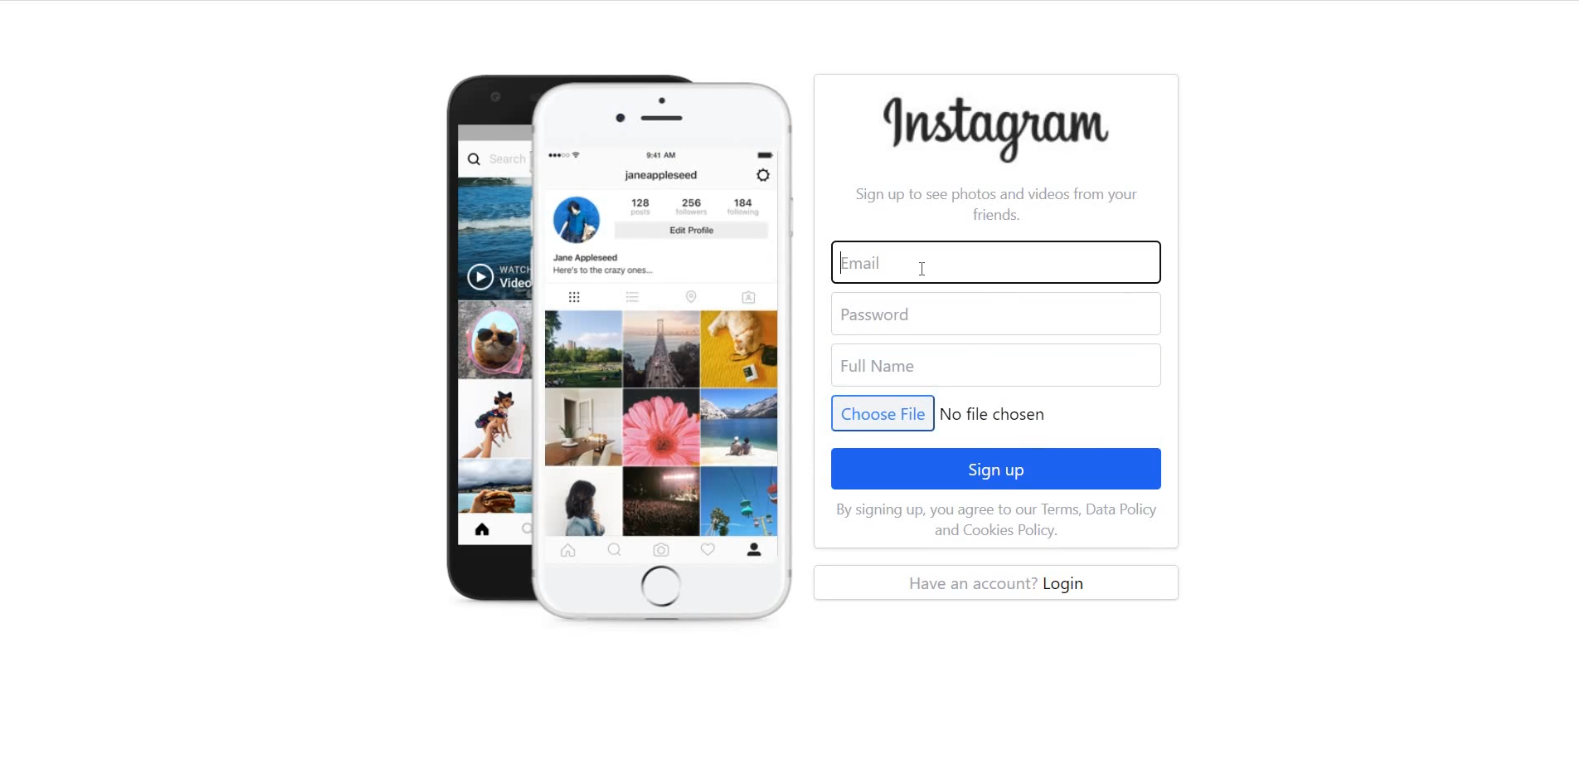 Search
WATCH
Video
9:41 AM
janeappleseed
128
256
184
posts
followers
following
Edit Profile
Jane Appleseed
Here's to the crazy ones...
Instagram
Sign up to see photos and videos from your
friends.
Email
Password
Full Name
Choose File No file chosen
Sign up
By signing up, you agree to our Terms, Data Policy
and Cookies Policy.
Have an account? Login